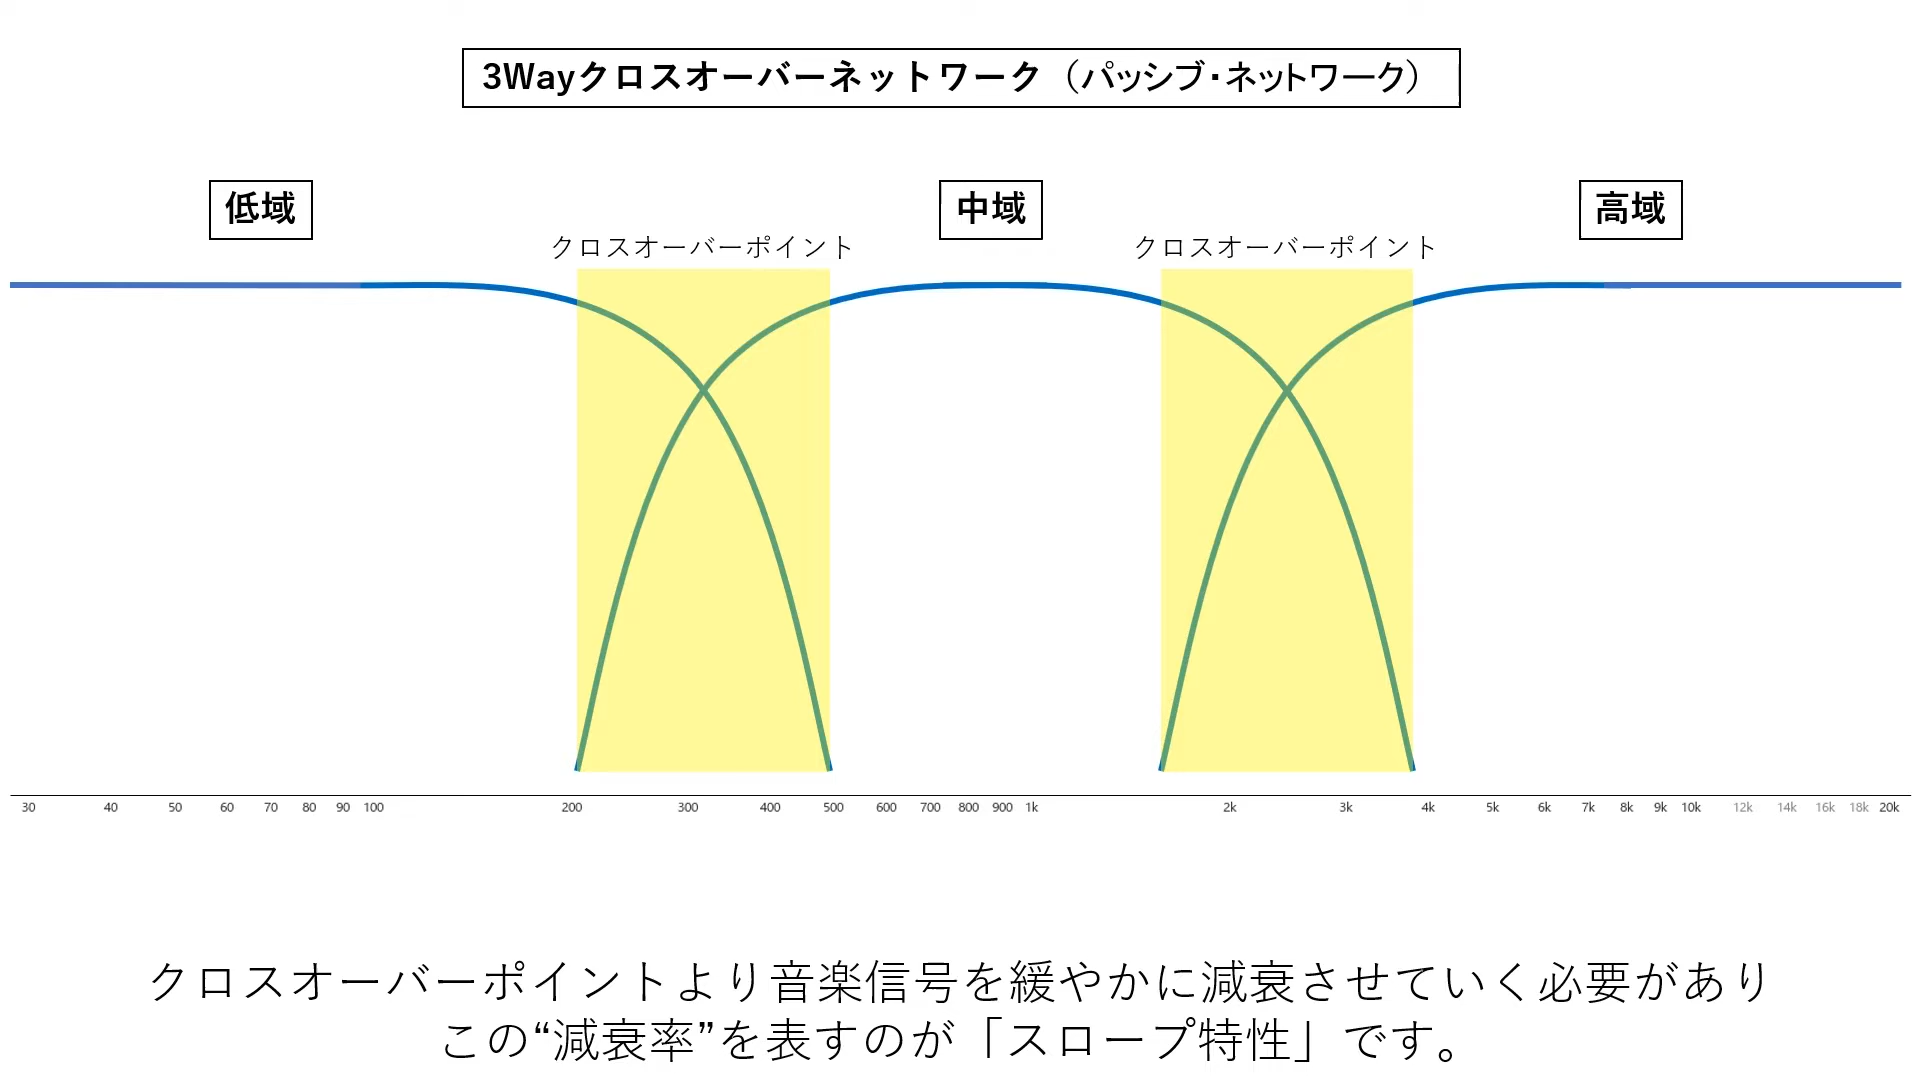 3Wayクロスオーバーネットワーク（パッシブ・ネットワーク）
低域
中域
高域
クロスオーバーポイント
クロスオーバーポイント
30 40 50 60 70 80 90 100 200 300 400 500 600 700 800 900 1k 2k 3k 4k 5k 6k 7k 8k 9k 10k 12k 14k 16k 18k 20k
クロスオーバーポイントより音楽信号を緩やかに減衰させていく必要があり
この“減衰率”を表すのが「スロープ特性」です。